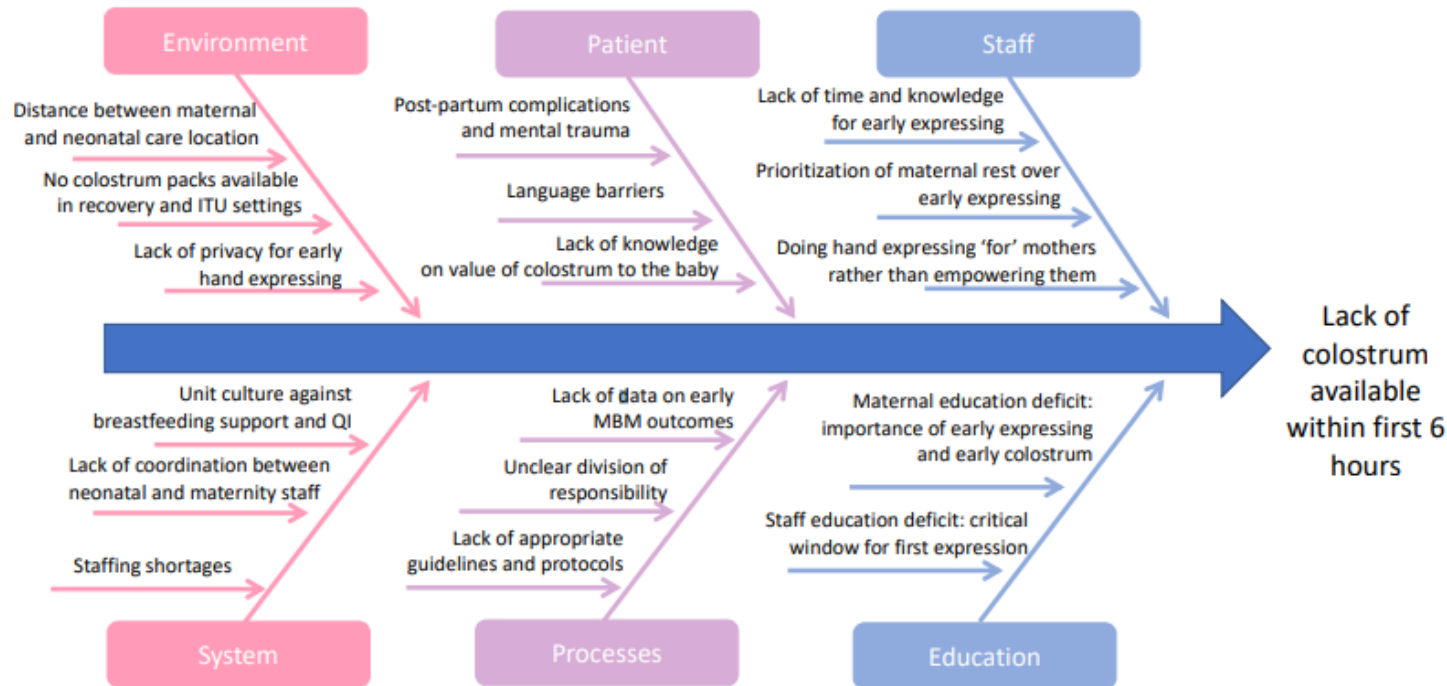 Environment
Patient
Staff
Distance between maternal
and neonatal care location
No colostrum packs available
in recovery and ITU settings
Lack of privacy for early
hand expressing
Post-partum complications
and mental trauma
Language barriers
Lack of knowledge
on value of colostrum to the baby
Lack of time and knowledge
for early expressing
Prioritization of maternal rest over
early expressing
Doing hand expressing ‘for’ mothers
rather than empowering them
Lack of
colostrum
available
within first 6
hours
Unit culture against
breastfeeding support and QI
Lack of coordination between
neonatal and maternity staff
Staffing shortages
Lack of data on early
MBM outcomes
Unclear division of
responsibility
Lack of appropriate
guidelines and protocols
Maternal education deficit:
importance of early expressing
and early colostrum
Staff education deficit: critical
window for first expression
System
Processes
Education